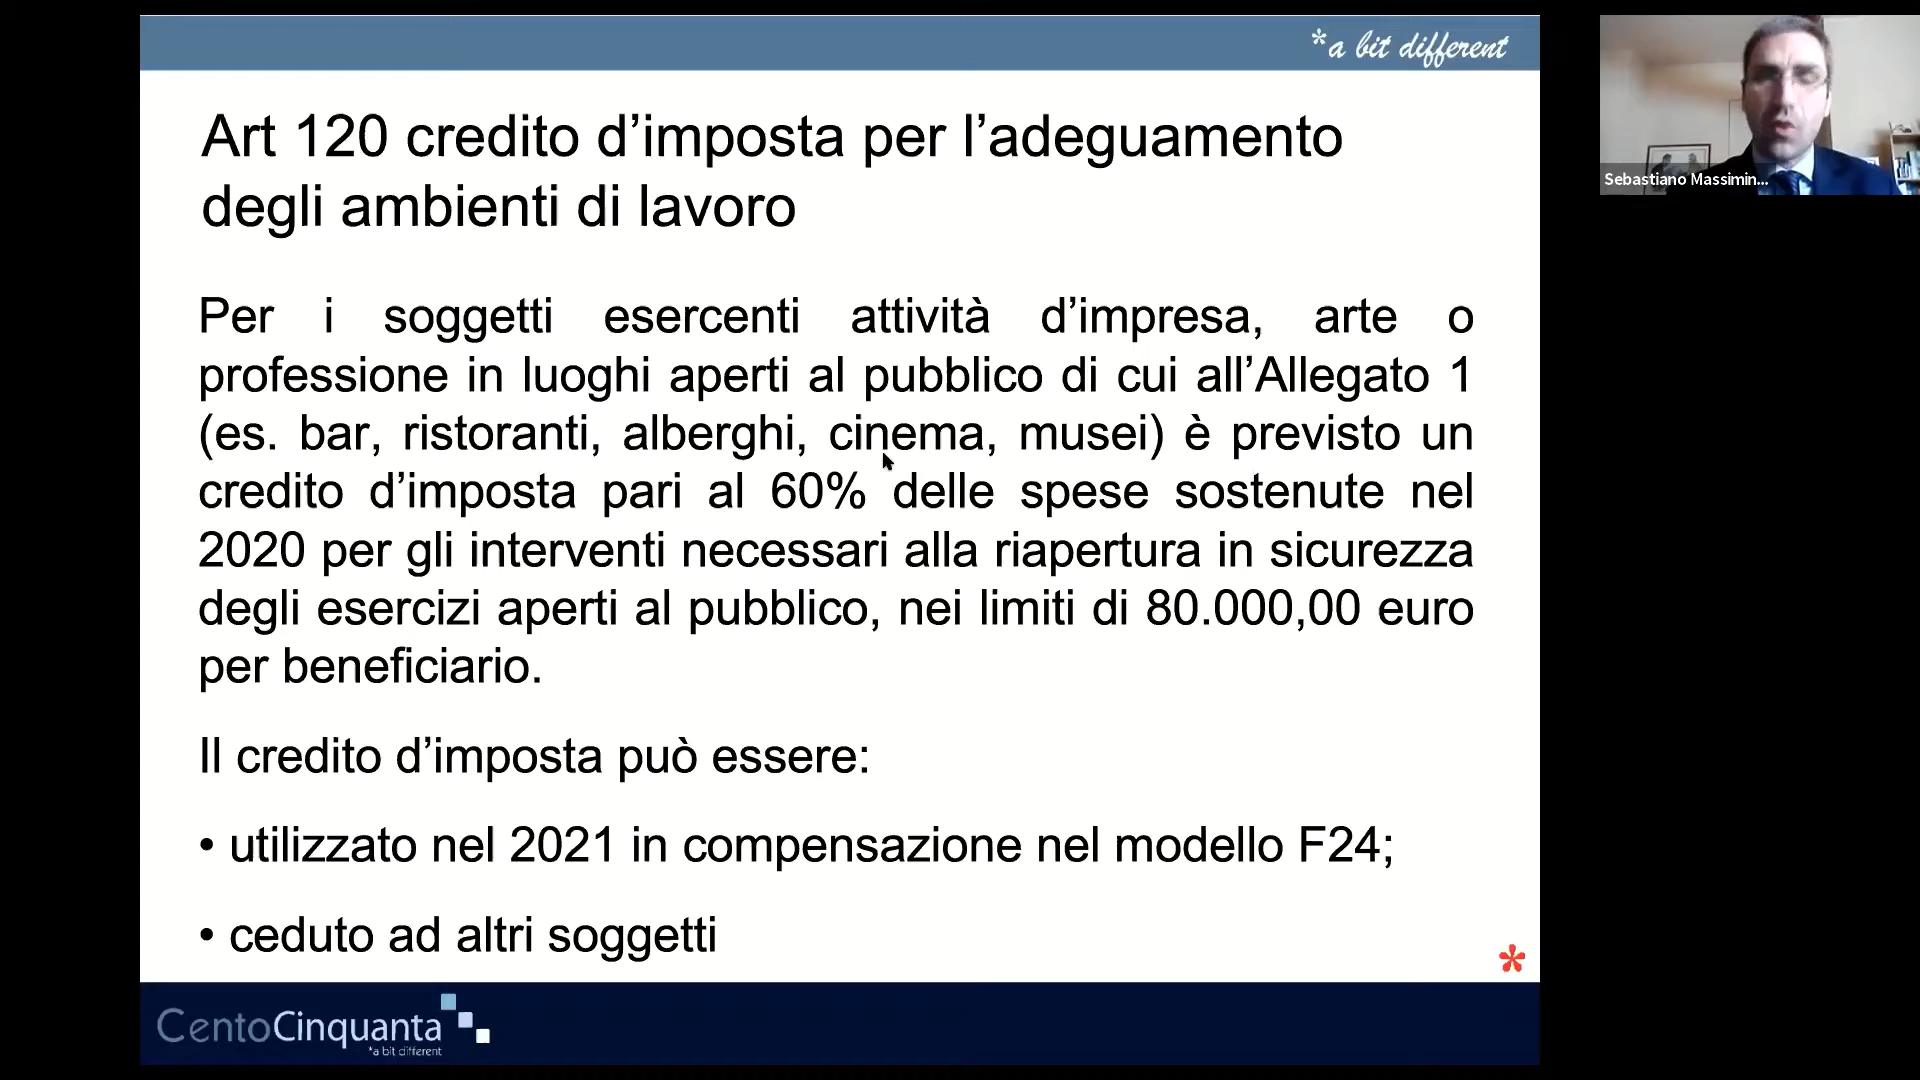 *a bit different
Art 120 credito d’imposta per l’adeguamento
degli ambienti di lavoro
Per i soggetti esercenti attività d’impresa, arte o
professione in luoghi aperti al pubblico di cui all’Allegato 1
(es. bar, ristoranti, alberghi, cinema, musei) è previsto un
credito d’imposta pari al 60% delle spese sostenute nel
2020 per gli interventi necessari alla riapertura in sicurezza
degli esercizi aperti al pubblico, nei limiti di 80.000,00 euro
per beneficiario.
Il credito d’imposta può essere:
• utilizzato nel 2021 in compensazione nel modello F24;
• ceduto ad altri soggetti
*
CentoCinquanta
*a bit different
Sebastiano Massimin...